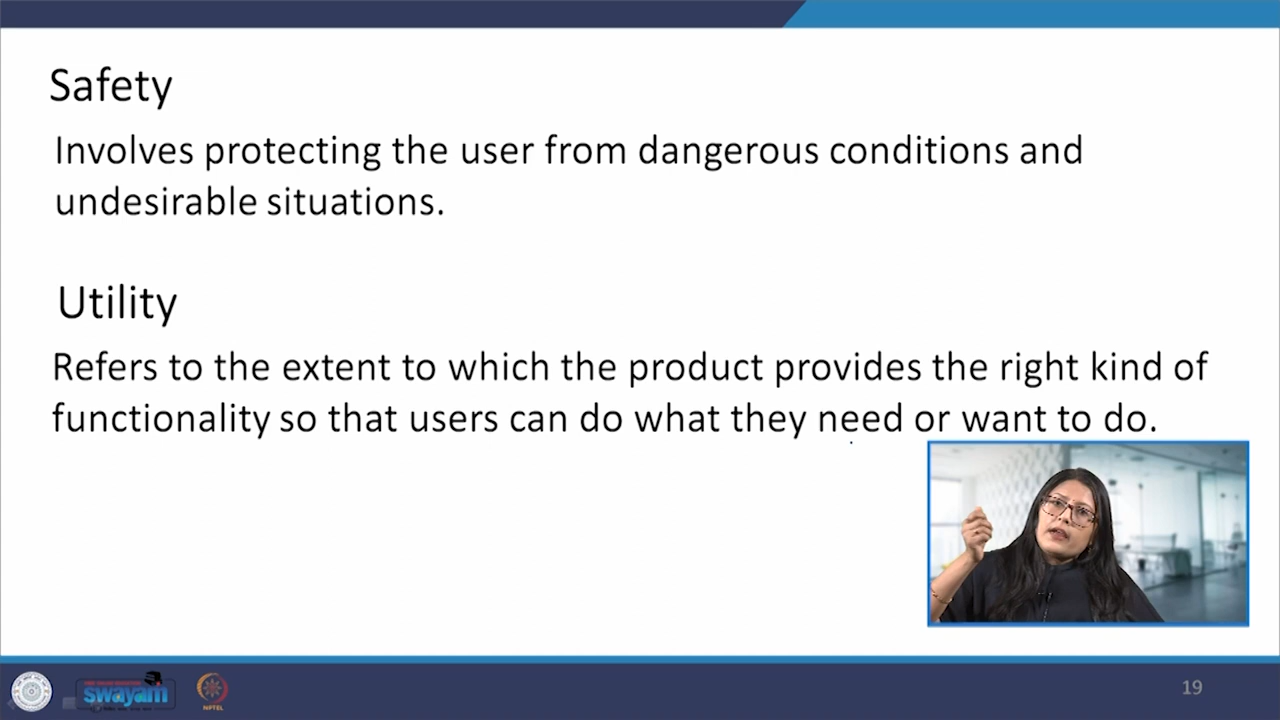 Safety
Involves protecting the user from dangerous conditions and
undesirable situations.
Utility
Refers to the extent to which the product provides the right kind of
functionality so that users can do what they need or want to do.
swayam
NPTEL
19